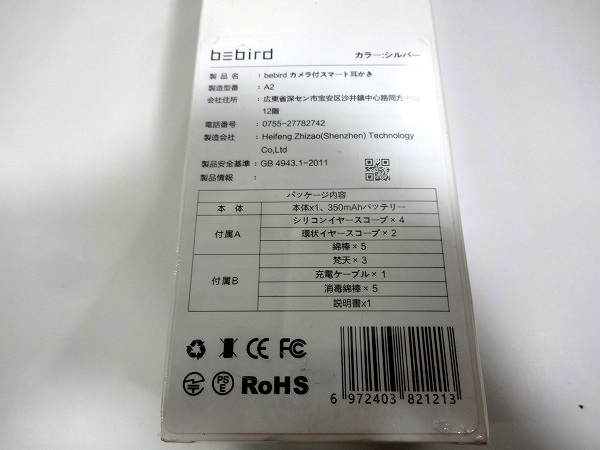 bebird
カラー:シルバー
製品名 : bebird カメラ付スマート耳かき
製造型番 : A2
会社住所 : 広東省深セン市宝安区沙井鎮中心路同方中心
12階
電話番号 : 0755-27782742
製造会社 : Heifeng Zhizao(Shenzhen) Technology
Co,Ltd
製品安全基準 : GB 4943.1-2011
製品情報 :
パッケージ内容
本体 本体x1、350mAhバッテリー
付属A シリコンイヤースコープ × 4
環状イヤースコープ × 2
綿棒 × 5
付属B 梵天 × 3
充電ケーブル × 1
消毒綿棒 × 5
説明書x1
CE FC
PSE RoHS
6 972403 821213